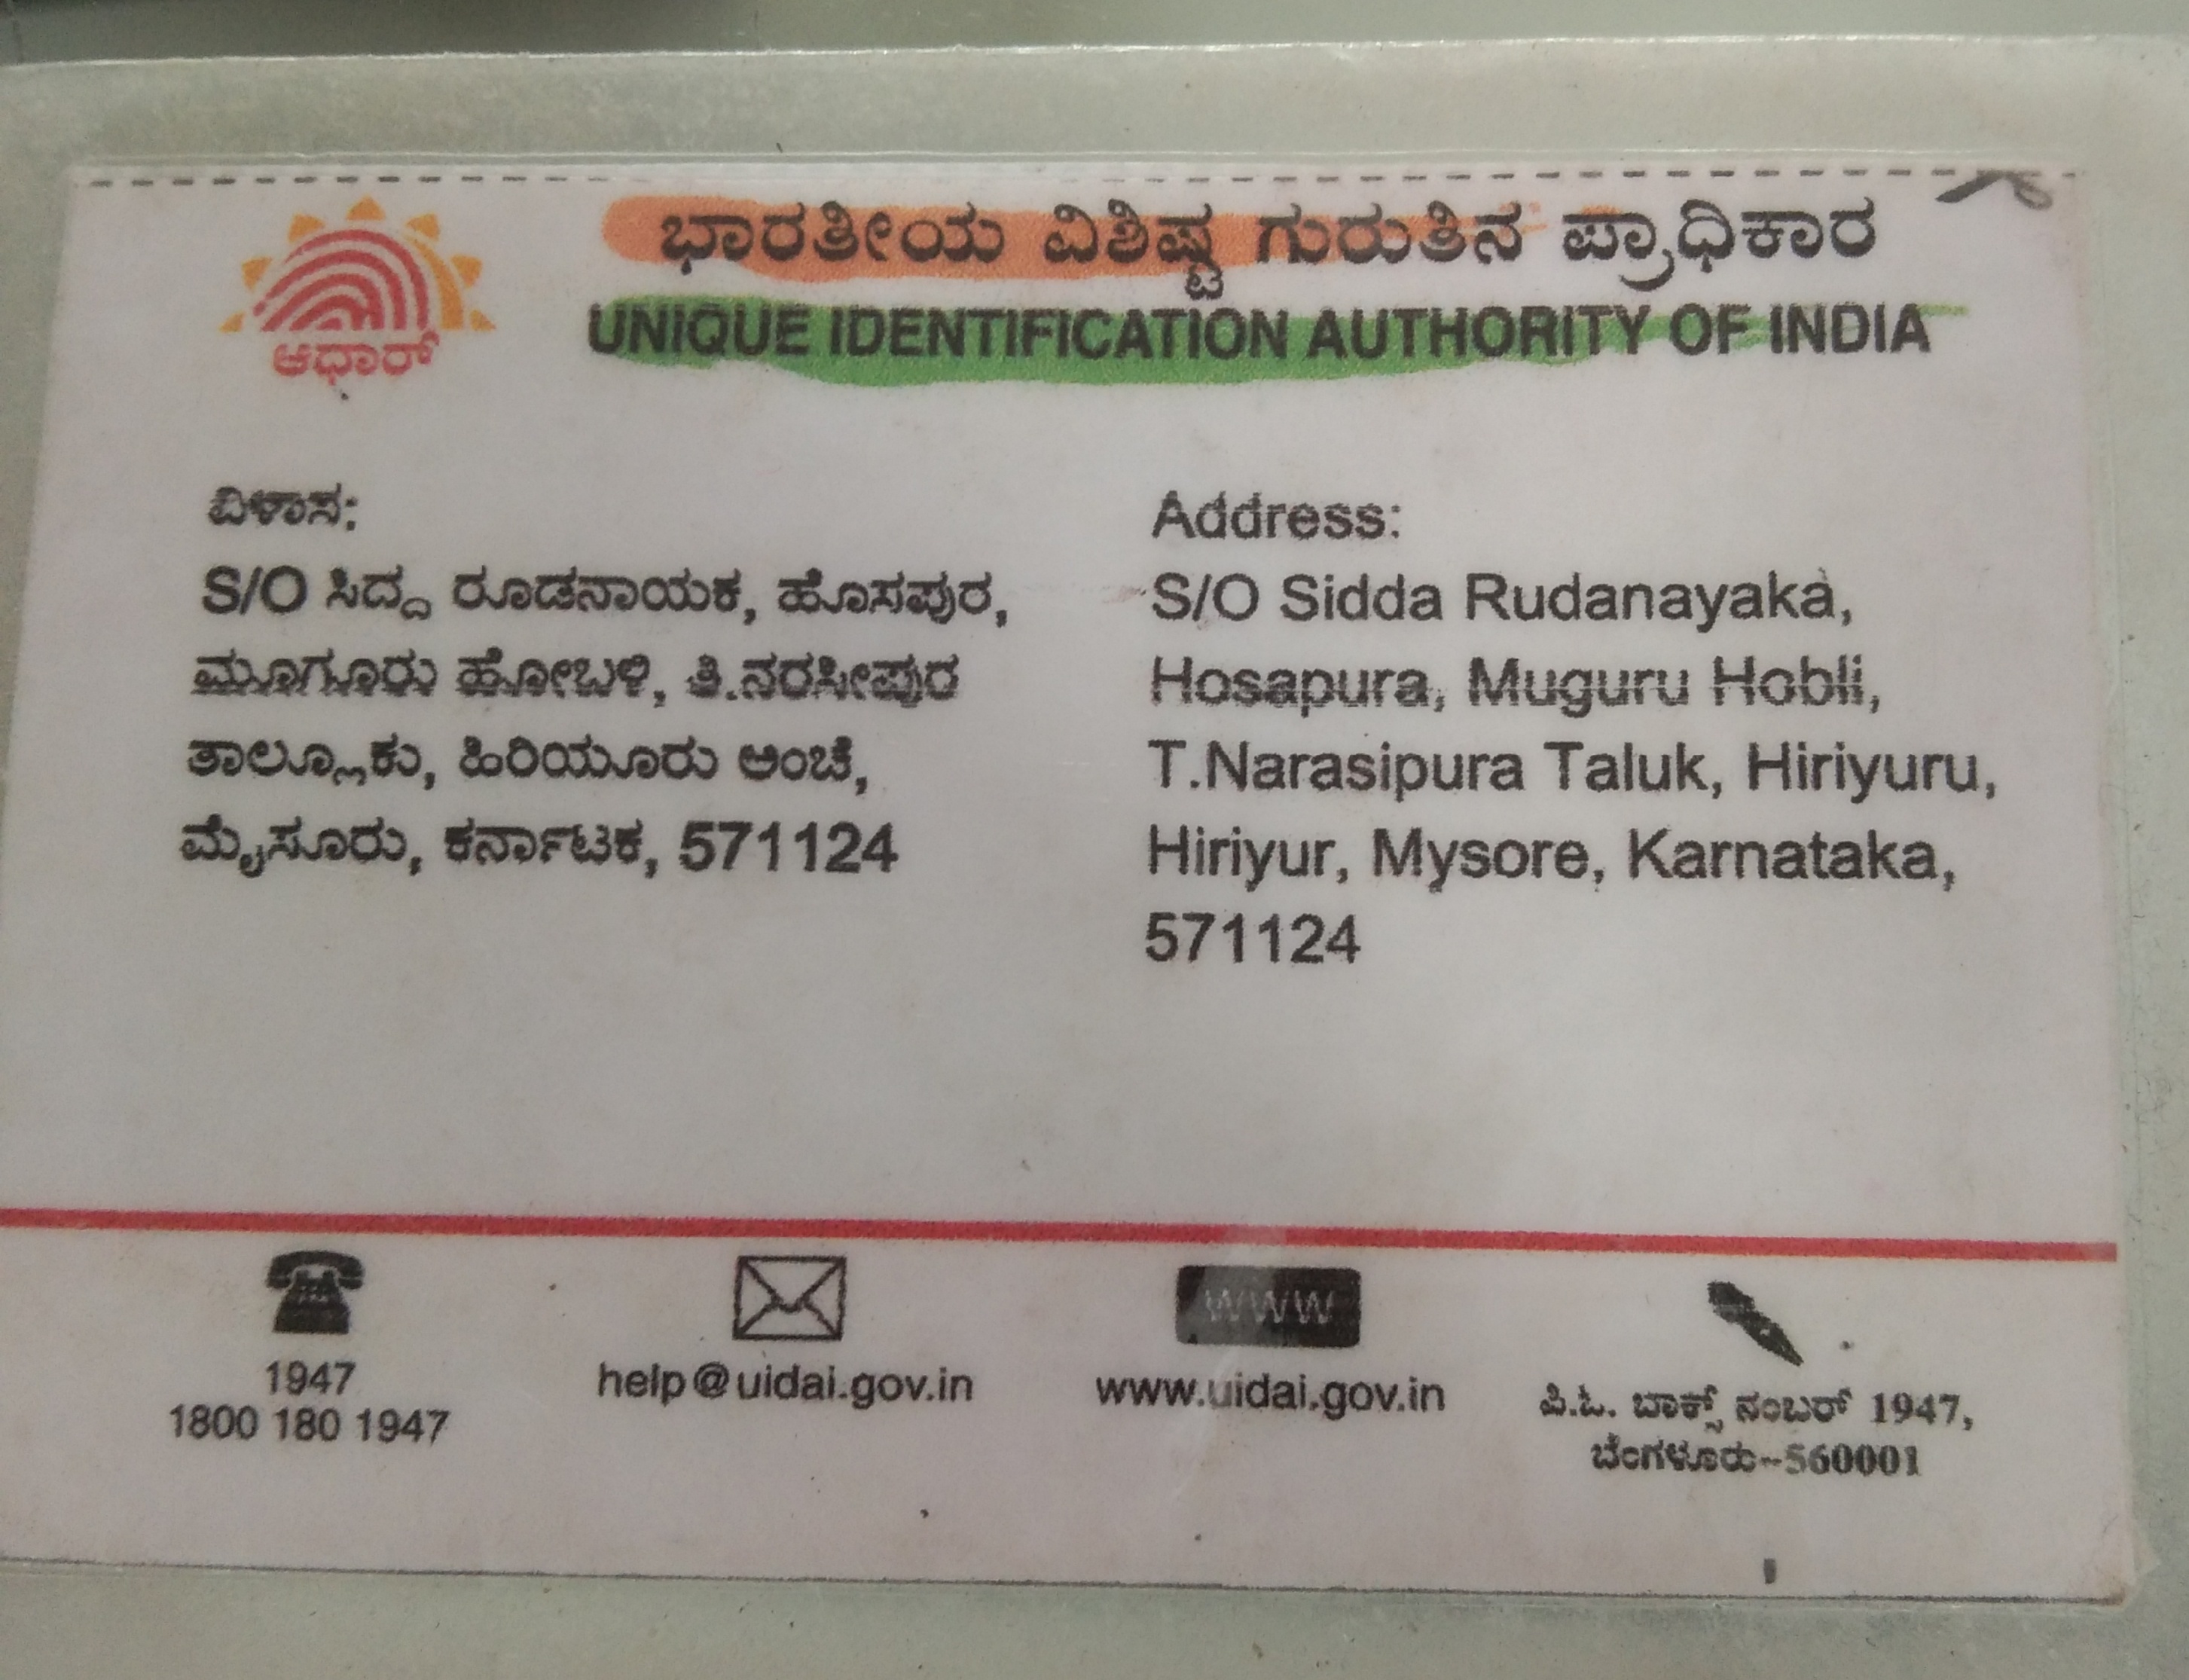 ಆಧಾರ್
ಭಾರತೀಯ ವಿಶಿಷ್ಟ ಗುರುತಿನ ಪ್ರಾಧಿಕಾರ
UNIQUE IDENTIFICATION AUTHORITY OF INDIA
ವಿಳಾಸ:
S/O ಸಿದ್ದ ರೂಡನಾಯಕ, ಹೊಸಪುರ,
ಮೂಗೂರು ಹೋಬಳಿ, ತಿ.ನರಸೀಪುರ
ತಾಲ್ಲೂಕು, ಹಿರಿಯೂರು ಅಂಚೆ,
ಮೈಸೂರು, ಕರ್ನಾಟಕ, 571124
Address:
S/O Sidda Rudanayaka,
Hosapura, Muguru Hobli,
T.Narasipura Taluk, Hiriyuru,
Hiriyur, Mysore, Karnataka,
571124
1947
1800 180 1947
help@uidai.gov.in
WWW
www.uidai.gov.in
ಪಿ.ಓ. ಬಾಕ್ಸ್ ನಂಬರ್ 1947,
ಬೆಂಗಳೂರು-560001